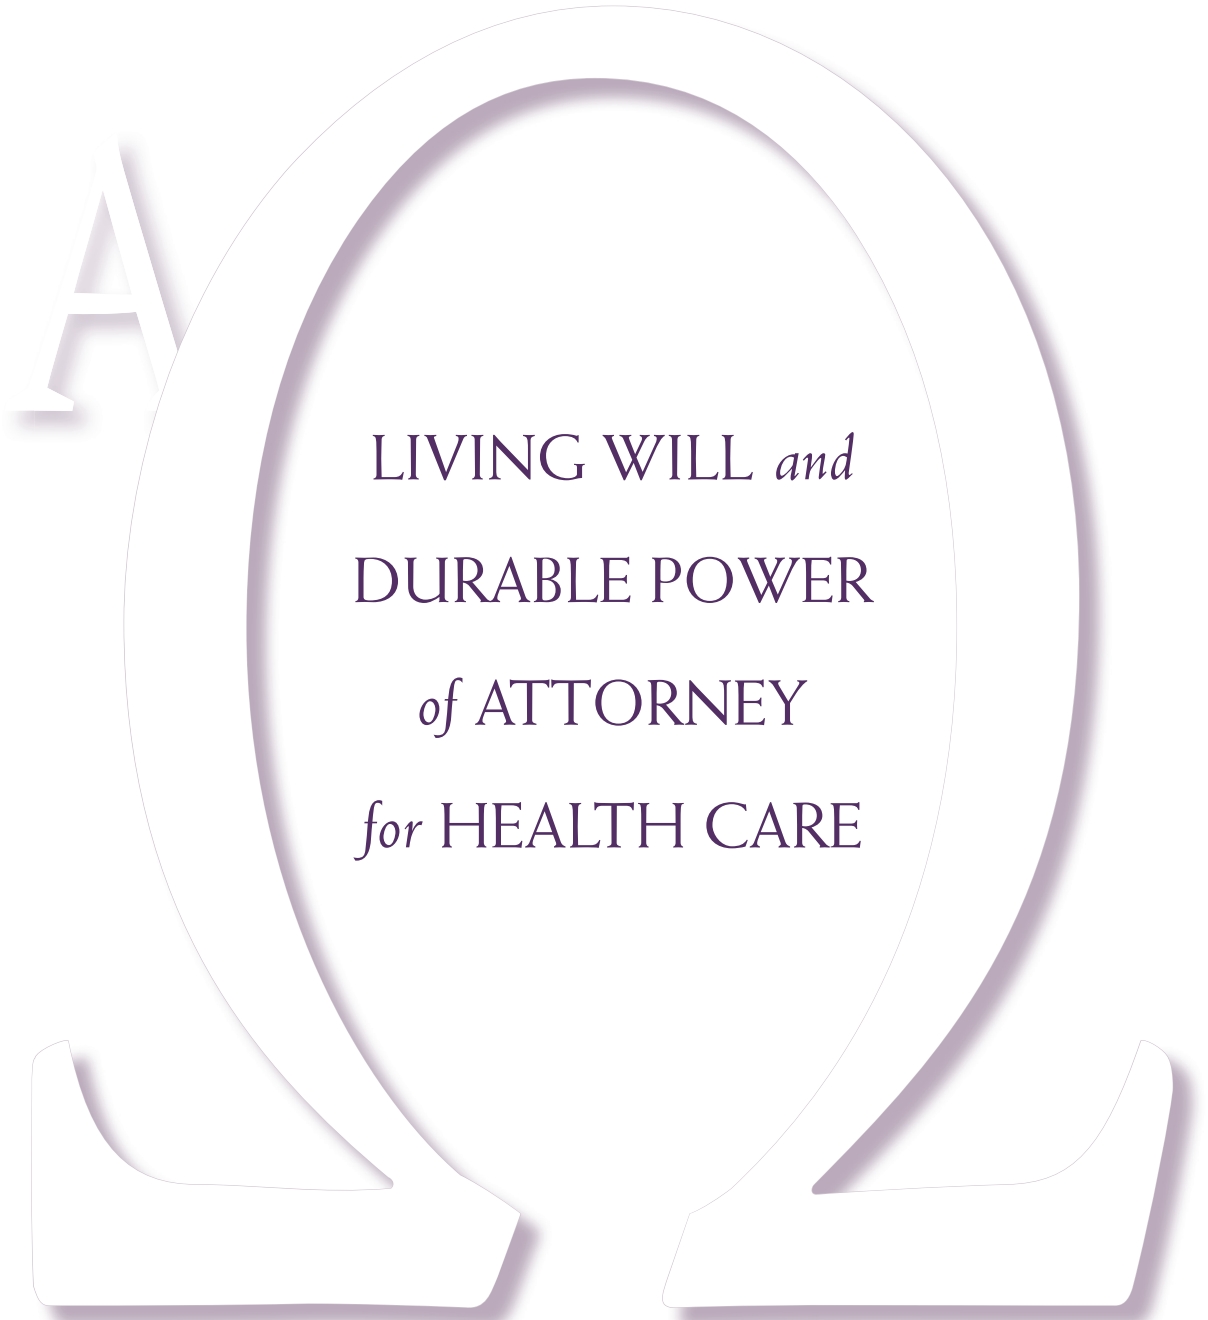 A Ω
LIVING WILL and
DURABLE POWER
of ATTORNEY
for HEALTH CARE